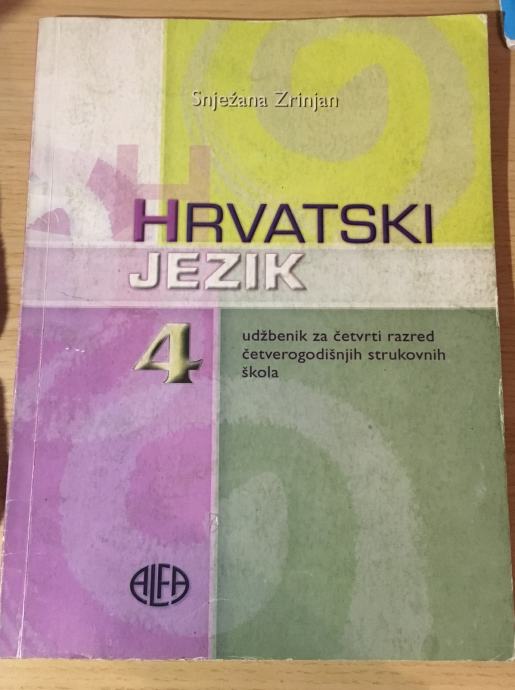 Snježana Zrinjan
HRVATSKI
JEZIK
4
udžbenik za četvrti razred
četverogodišnjih strukovnih
škola
ALFA